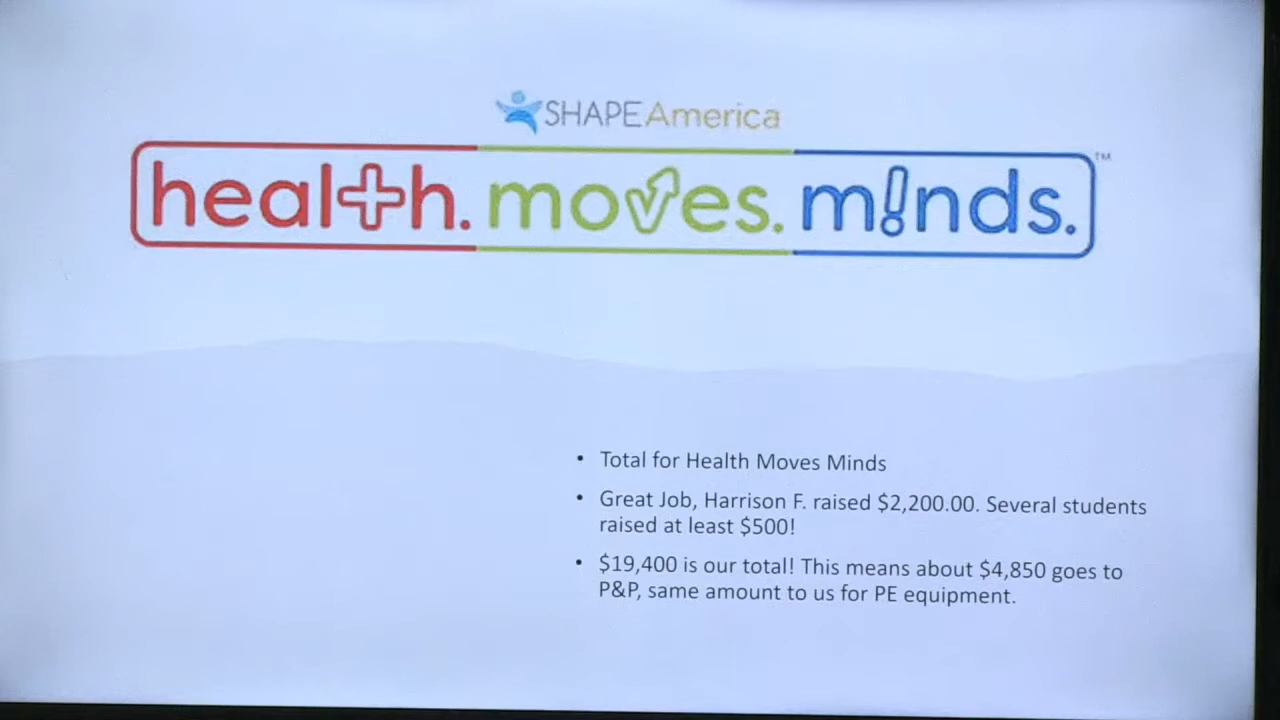 SHAPE America
health. moves. minds.™
• Total for Health Moves Minds
• Great Job, Harrison F. raised $2,200.00. Several students
raised at least $500!
• $19,400 is our total! This means about $4,850 goes to
P&P, same amount to us for PE equipment.